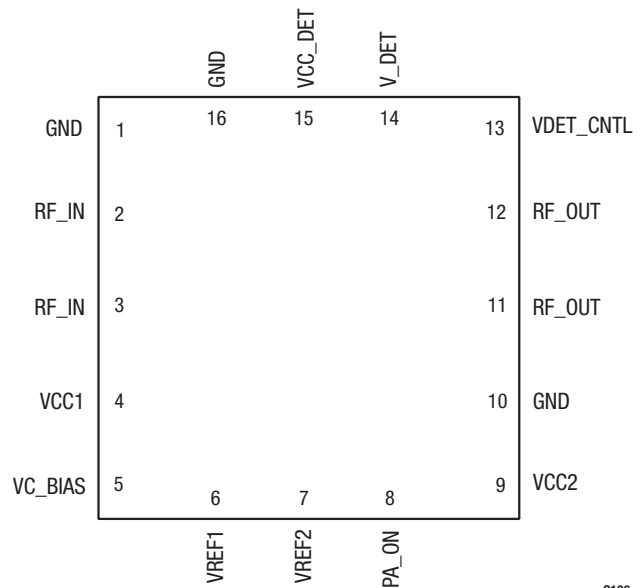 GND
VCC_DET
V_DET
16
15
14
GND
1
13
VDET_CNTL
RF_IN
2
12
RF_OUT
RF_IN
3
11
RF_OUT
VCC1
4
10
GND
VC_BIAS
5
9
VCC2
6
7
8
VREF1
VREF2
PA_ON